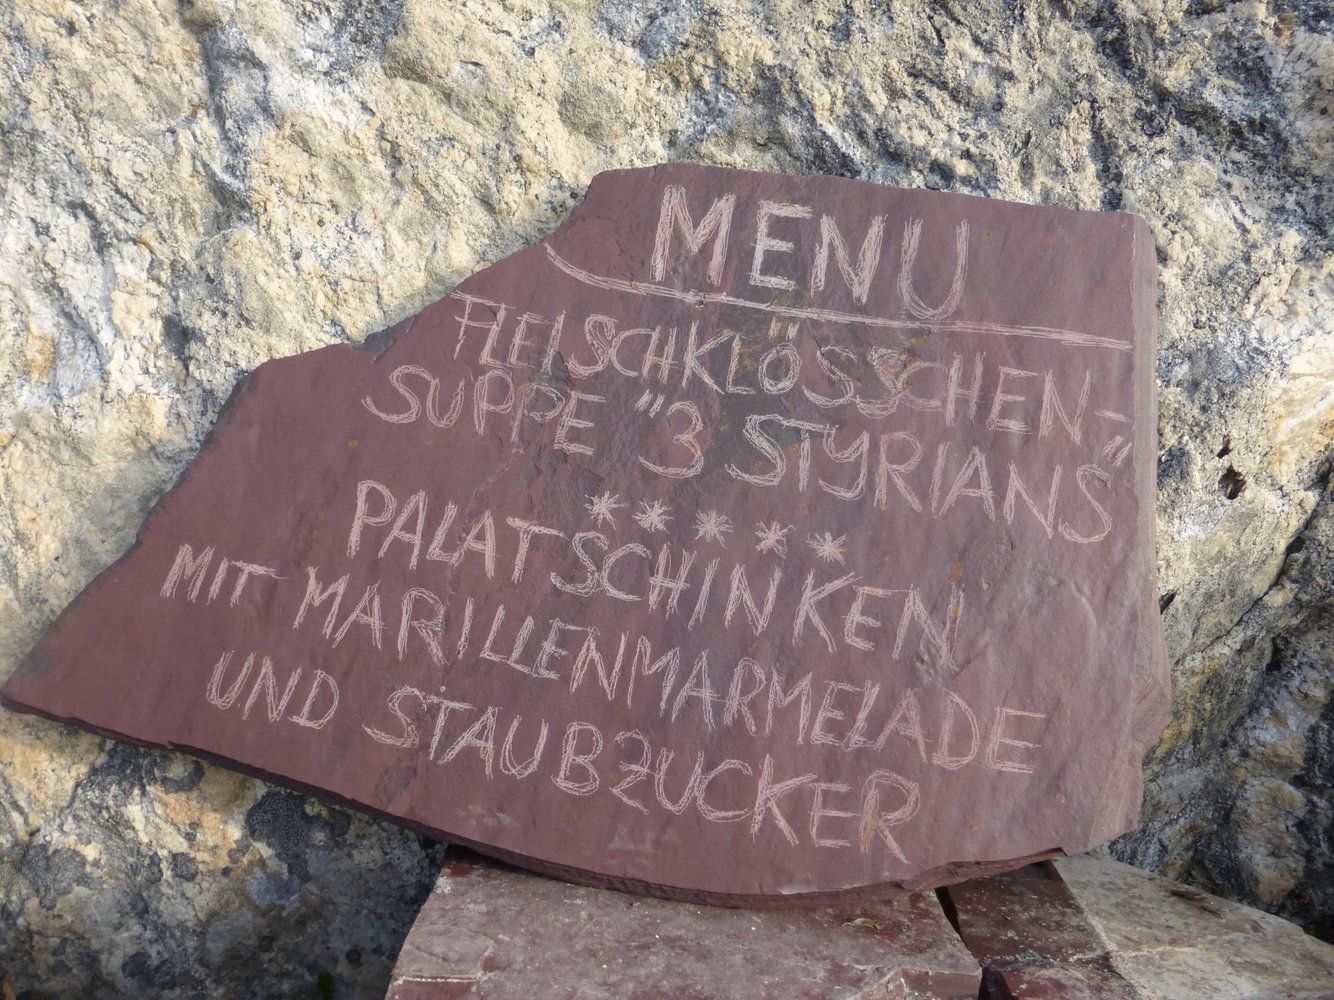 MENU
FLEISCHKLÖSSCHEN-
SUPPE "3 STYRIANS"
*****
PALATSCHINKEN
MIT MARILLENMARMELADE
UND STAUBZUCKER